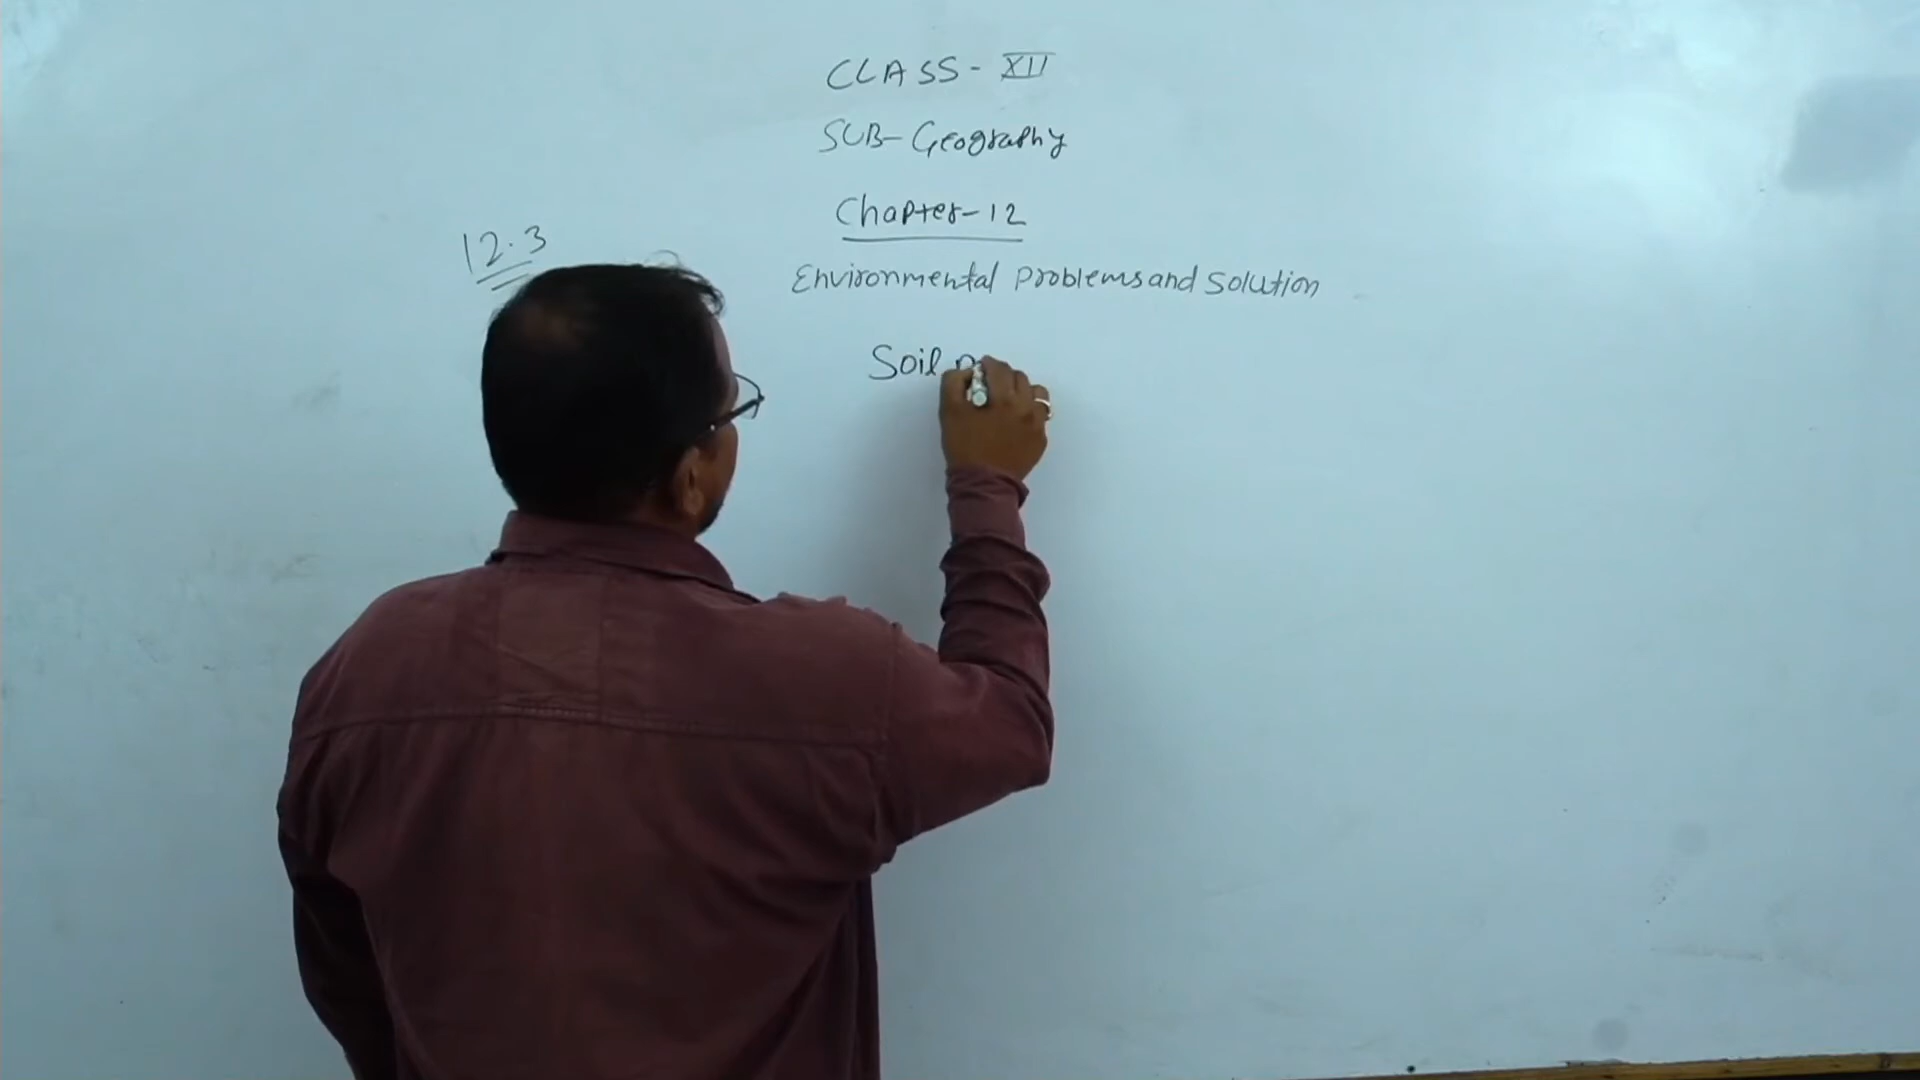 CLASS - XII
SUB- Geography
Chapter-12
12.3
Environmental Problems and Solution
Soil